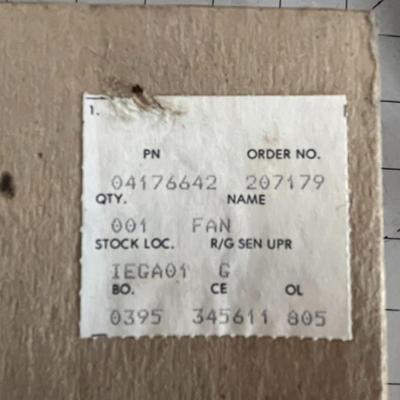 1.
PN ORDER NO.
04176642 207179
QTY. NAME
001 FAN
STOCK LOC. R/G SEN UPR
IEGA01 G
BO. CE OL
0395 345611 805